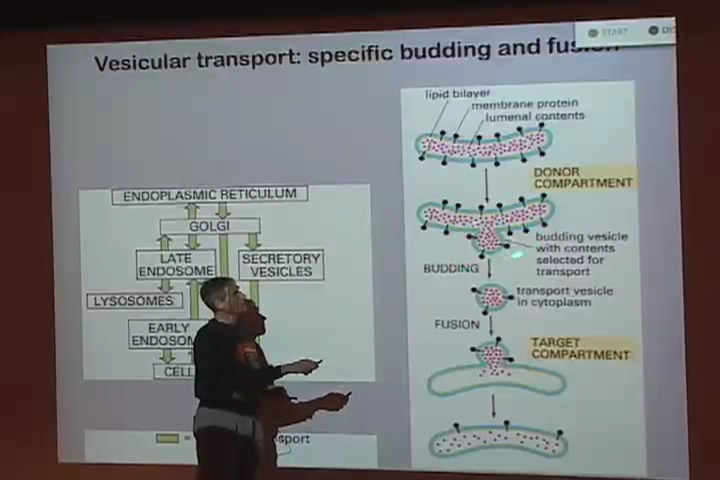 START
Vesicular transport: specific budding and fusion
ENDOPLASMIC RETICULUM
GOLGI
LATE
ENDOSOME
SECRETORY
VESICLES
LYSOSOMES
EARLY
CELL
=
lipid bilayer
membrane protein
lumenal contents
DONOR
COMPARTMENT
budding vesicle
with contents
selected for
transport
BUDDING
transport vesicle
in cytoplasm
FUSION
TARGET
COMPARTMENT